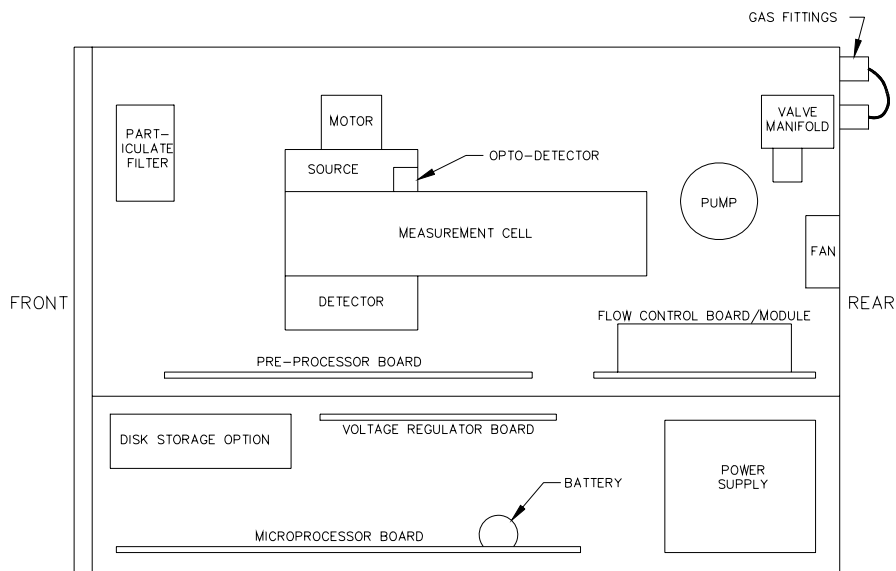 GAS FITTINGS
PART-
ICULATE
FILTER
MOTOR
VALVE
MANIFOLD
SOURCE
OPTO-DETECTOR
PUMP
MEASUREMENT CELL
FAN
FRONT
DETECTOR
REAR
FLOW CONTROL BOARD/MODULE
PRE-PROCESSOR BOARD
DISK STORAGE OPTION
VOLTAGE REGULATOR BOARD
POWER
SUPPLY
BATTERY
MICROPROCESSOR BOARD